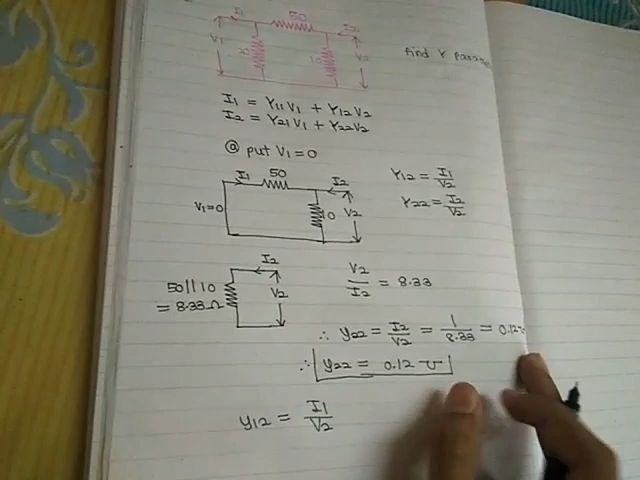 I1 50 I2
V1 20 10 V2
Find Y
I1 = Y11 V1 + Y12 V2
I2 = Y21 V1 + Y22 V2
@ put V1 = 0
I1 50 I2
V1 = 0 10 V2
Y12 = I1/V2
Y22 = I2/V2
I2
50||10
= 8.33Ω
V2
V2/I2 = 8.33
∴ y22 = I2/V2 = 1/8.33 = 0.12℧
∴ y22 = 0.12 ℧
y12 = I1/V2